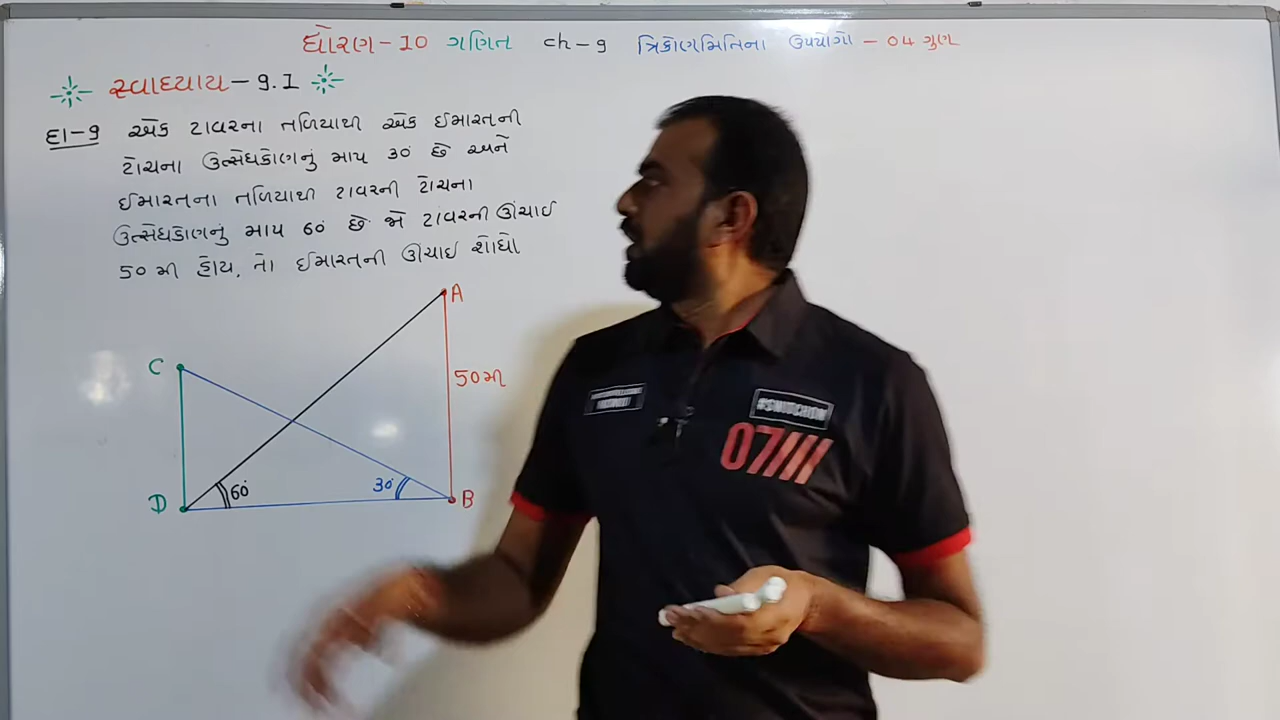 ધોરણ-10 ગણિત ch-9 ત્રિકોણમિતિના ઉપયોગો - 04 ગુણ
સ્વાધ્યાય-9.1
દા-9 એક ટાવરના તળિયાથી એક ઈમારતની
ટોચના ઉત્સેધકોણનું માપ 30° છે અને
ઈમારતના તળિયાથી ટાવરની ટોચના
ઉત્સેધકોણનું માપ 60° છે જો ટાવરની ઊંચાઈ
50 મી હોય, તો ઈમારતની ઊંચાઈ શોધો
A
C
50મી
60°
30°
D
B
#SWITCHON
07///